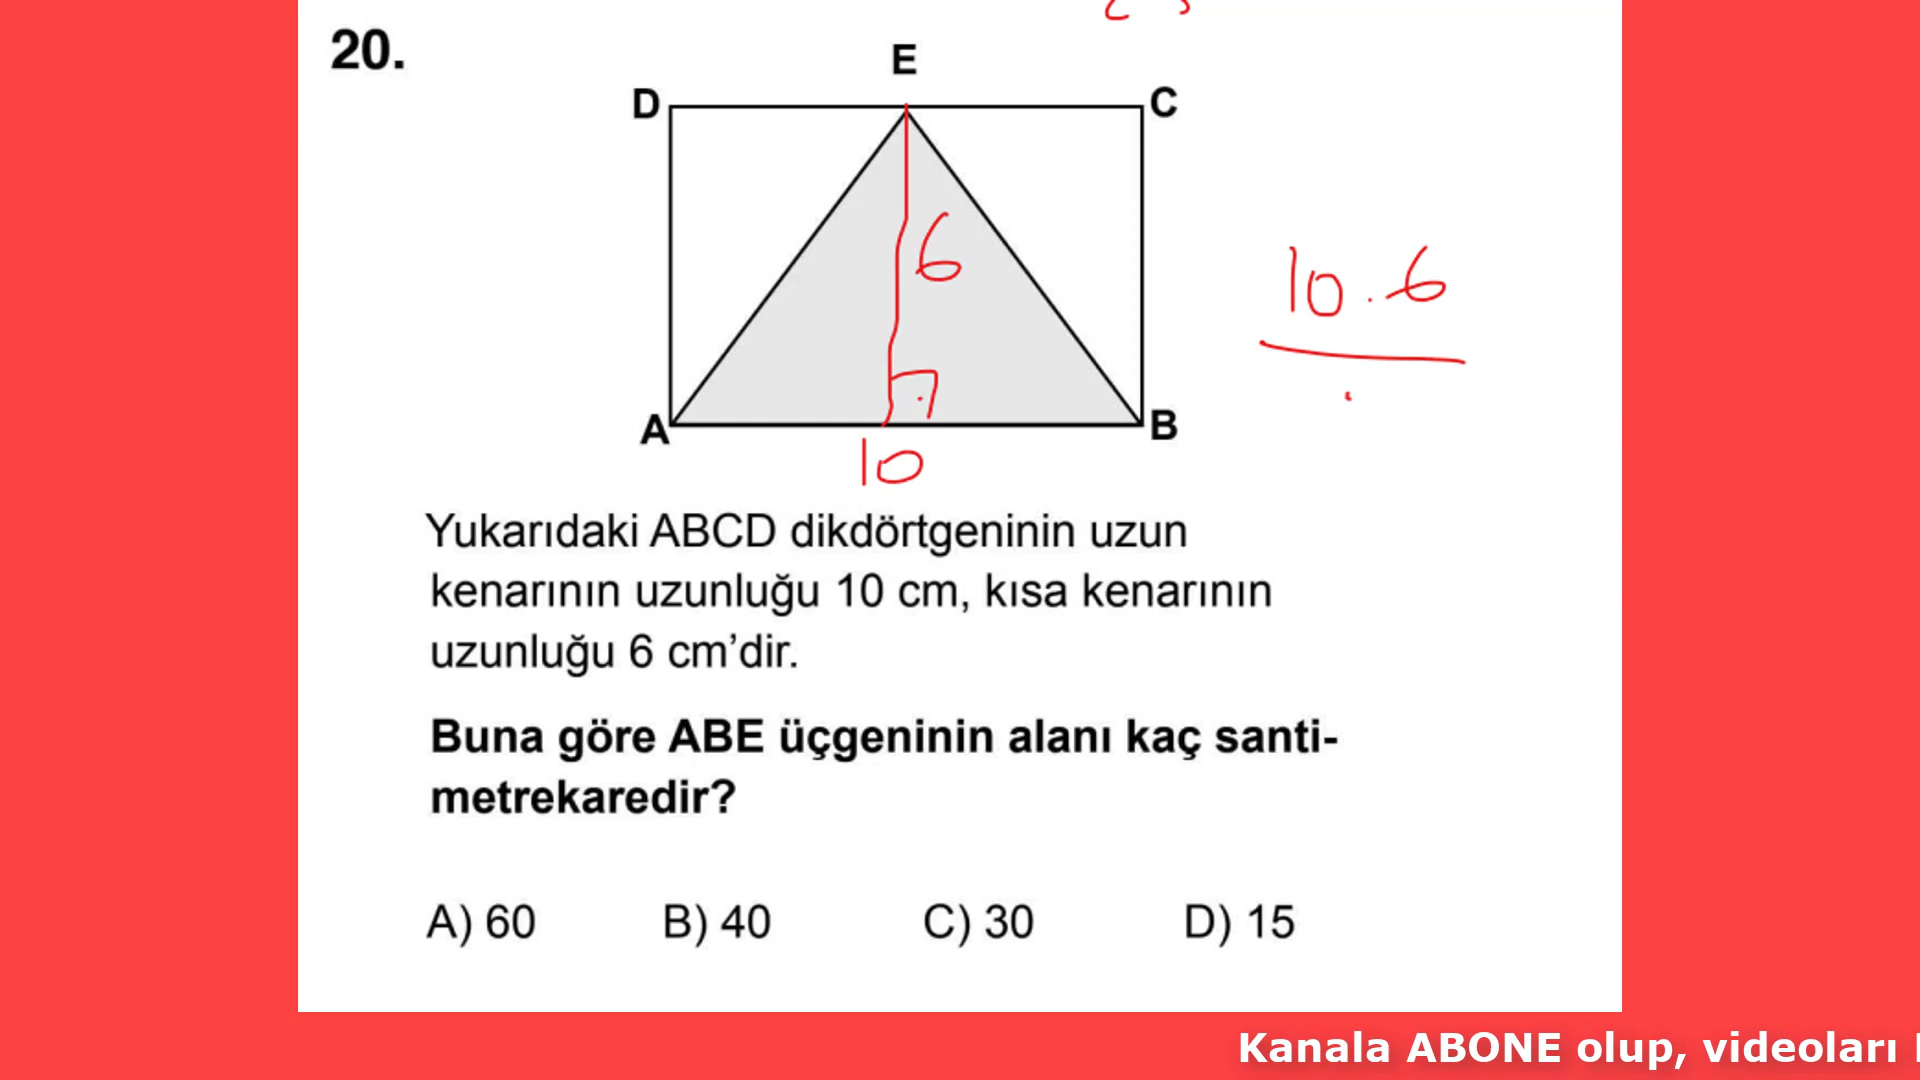 20.
E
D
C
6
10.6
A
B
10
Yukarıdaki ABCD dikdörtgeninin uzun
kenarının uzunluğu 10 cm, kısa kenarının
uzunluğu 6 cm’dir.
Buna göre ABE üçgeninin alanı kaç santi-
metrekaredir?
A) 60 B) 40 C) 30 D) 15
Kanala ABONE olup, videoları